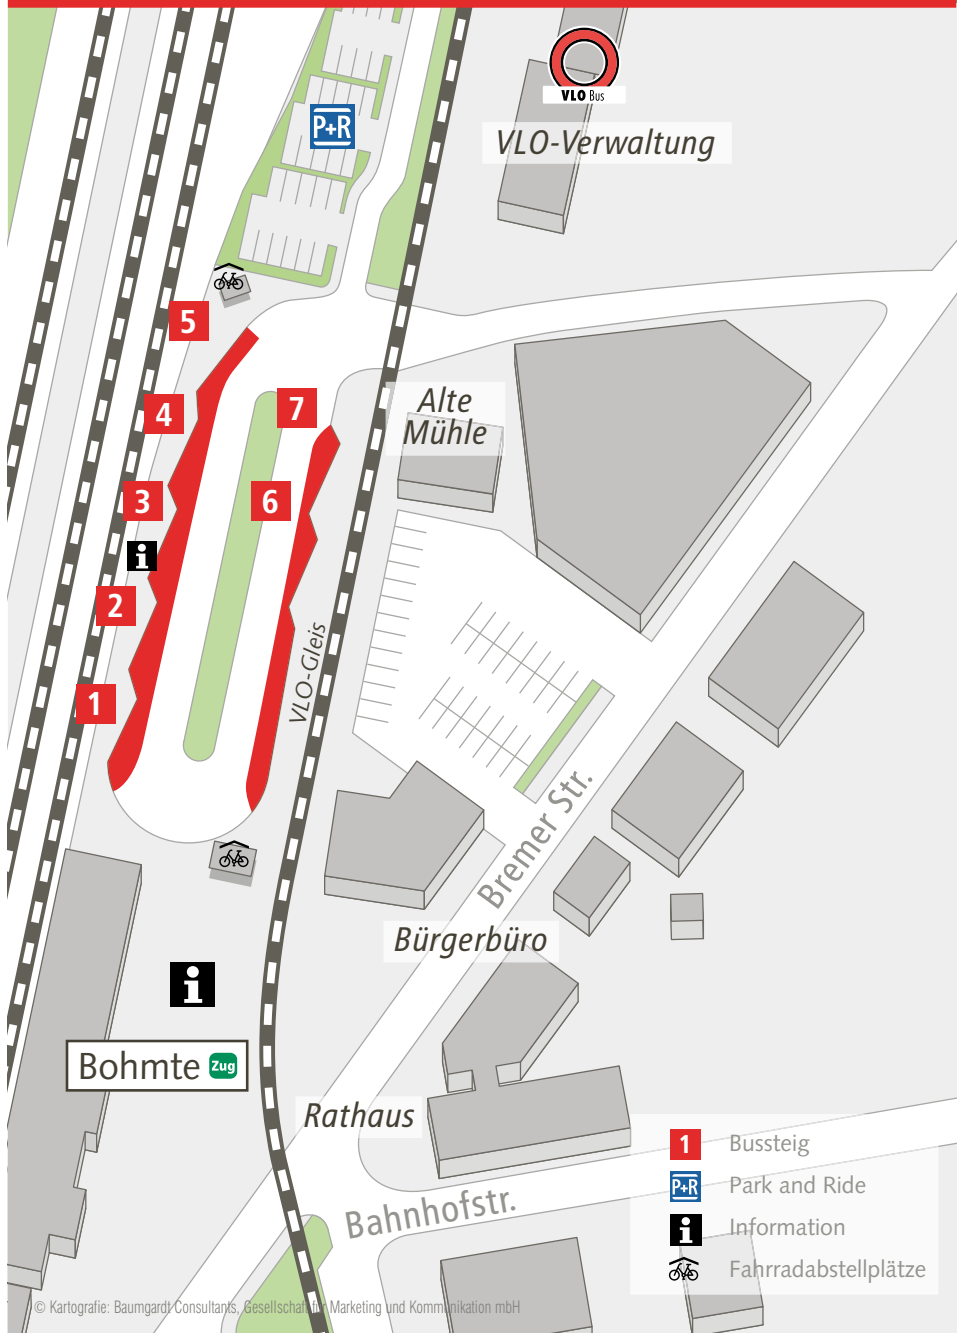 VLO Bus
P+R
VLO-Verwaltung
5
4
7
Alte
Mühle
3
6
2
1
VLO-Gleis
Bremer Str.
Bürgerbüro
Bohmte Zug
Rathaus
Bahnhofstr.
1 Bussteig
P+R Park and Ride
i Information
Fahrradabstellplätze
© Kartografie: Baumgardt Consultants, Gesellschaft für Marketing und Kommunikation mbH